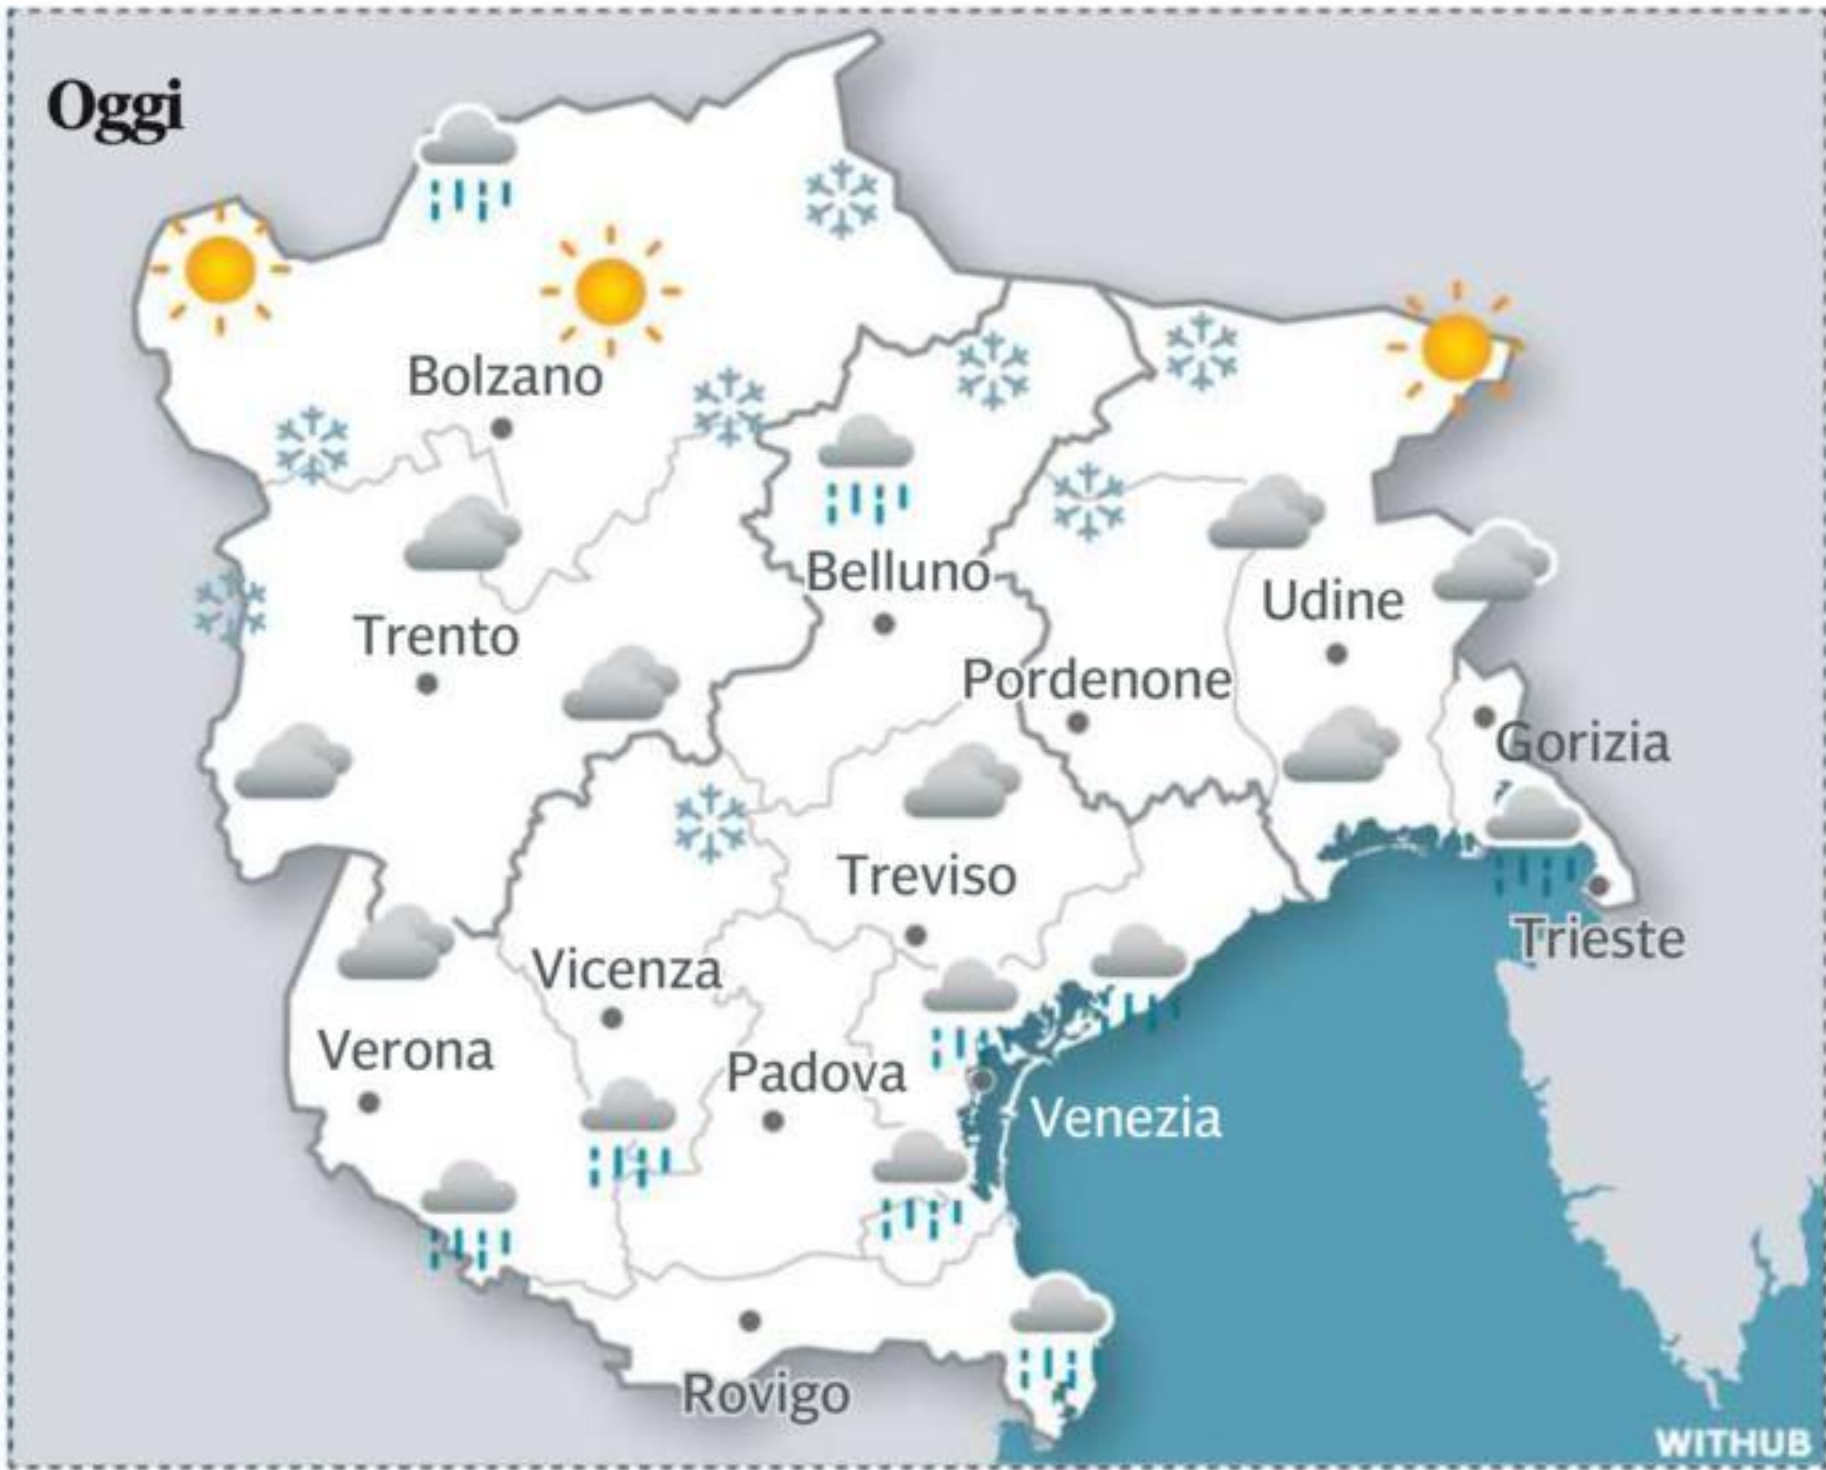 Oggi
Bolzano
Belluno
Udine
Trento
Pordenone
Gorizia
Treviso
Trieste
Vicenza
Verona
Padova
Venezia
Rovigo
WITHUB